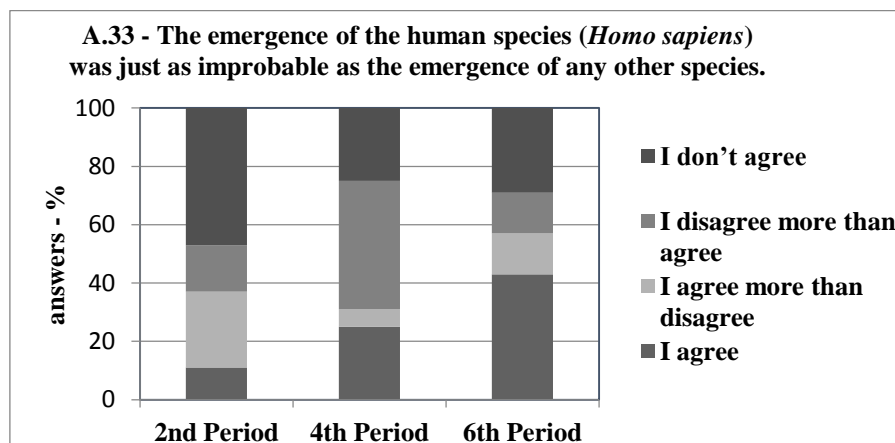 A.33 - The emergence of the human species (Homo sapiens)
was just as improbable as the emergence of any other species.
100
80
60
40
20
0
answers - %
2nd Period 4th Period 6th Period
I don’t agree
I disagree more than
agree
I agree more than
disagree
I agree